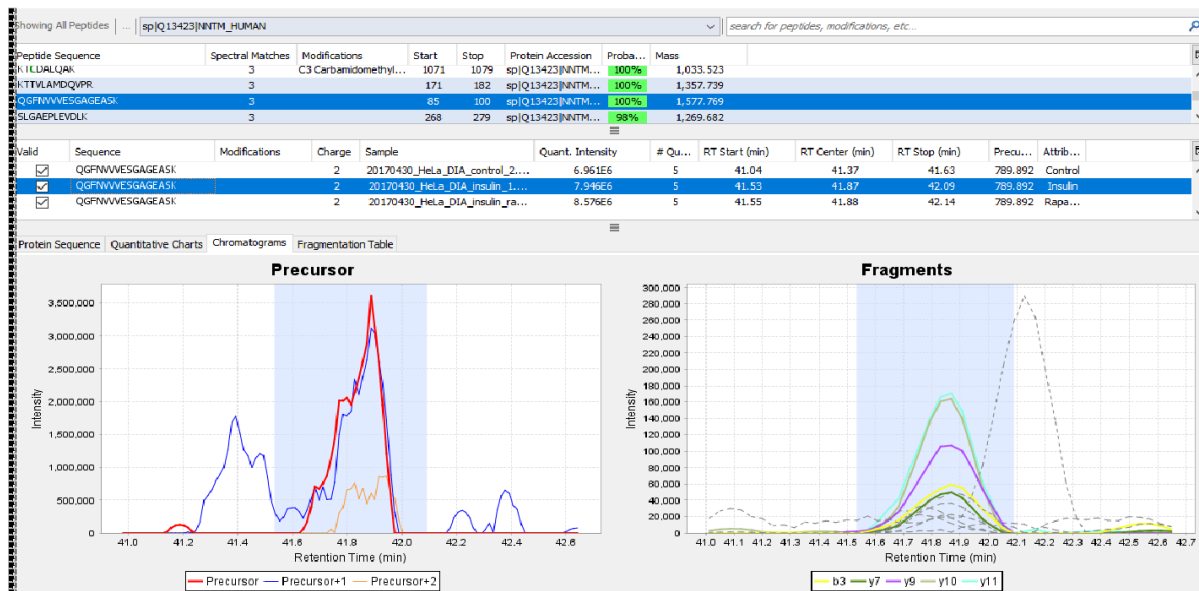 Showing All Peptides ... sp|Q13423|NNTM_HUMAN search for peptides, modifications, etc...
Peptide Sequence Spectral Matches Modifications Start Stop Protein Accession Proba... Mass
KTCDALQAK 3 C3 Carbamidomethyl... 1071 1079 sp|Q13423|NNTM... 100% 1,033.523
KTTVLAMDQVPR 3 171 182 sp|Q13423|NNTM... 100% 1,357.739
QGFNVVVESGAGEASK 3 85 100 sp|Q13423|NNTM... 100% 1,577.769
SLGAEPLEVDLK 3 268 279 sp|Q13423|NNTM... 98% 1,269.682
Valid Sequence Modifications Charge Sample Quant. Intensity # Qu... RT Start (min) RT Center (min) RT Stop (min) Precu... Attrib...
QGFNVVVESGAGEASK 2 20170430_HeLa_DIA_control_2.... 6.961E6 5 41.04 41.37 41.63 789.892 Control
QGFNVVVESGAGEASK 2 20170430_HeLa_DIA_insulin_1.... 7.946E6 5 41.53 41.87 42.09 789.892 Insulin
QGFNVVVESGAGEASK 2 20170430_HeLa_DIA_insulin_ra... 8.576E6 5 41.55 41.88 42.14 789.892 Rapa...
Protein Sequence Quantitative Charts Chromatograms Fragmentation Table
Precursor
3,500,000
3,000,000
2,500,000
2,000,000
1,500,000
1,000,000
500,000
0
Intensity
41.0 41.2 41.4 41.6 41.8 42.0 42.2 42.4 42.6
Retention Time (min)
Precursor Precursor+1 Precursor+2
Fragments
300,000
280,000
260,000
240,000
220,000
200,000
180,000
160,000
140,000
120,000
100,000
80,000
60,000
40,000
20,000
0
Intensity
41.0 41.1 41.2 41.3 41.4 41.5 41.6 41.7 41.8 41.9 42.0 42.1 42.2 42.3 42.4 42.5 42.6 42.7
Retention Time (min)
b3 y7 y9 y10 y11